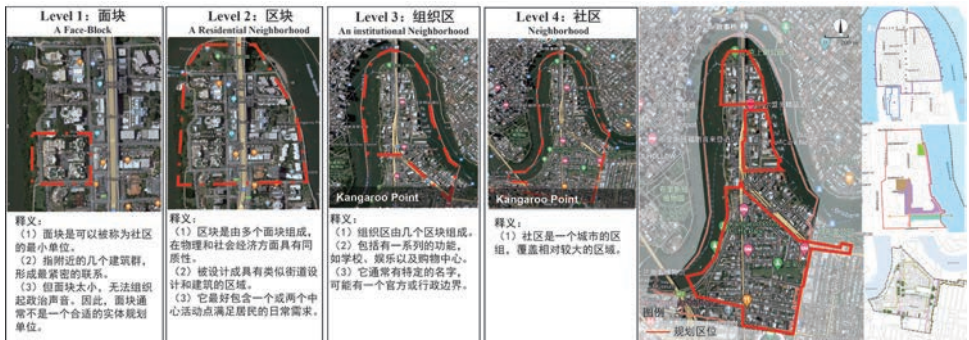 Level 1：面块
A Face-Block
释义：
（1）面块是可以被称为社区
的最小单位。
（2）指附近的几个建筑群，
形成最紧密的联系。
（3）但面块太小，无法组织
起政治声音。因此，面块通
常不是一个合适的实体规划
单位。
Level 2：区块
A Residential Neighborhood
释义：
（1）区块是由多个面块组成，
在物理和社会经济方面具有同
质性。
（2）被设计成具有类似街道设
计和建筑的区域。
（3）它最好包含一个或两个中
心活动点满足居民的日常需求。
Level 3：组织区
An institutional Neighborhood
Kangaroo Point
释义：
（1）组织区由几个区块组成。
（2）包括有一系列的功能，
如学校、娱乐以及购物中心。
（3）它通常有特定的名字，
可能有一个官方或行政边界。
Level 4：社区
Neighborhood
Kangaroo Point
释义：
（1）社区是一个城市的区
组，覆盖相对较大的区域。
图例
规划区位